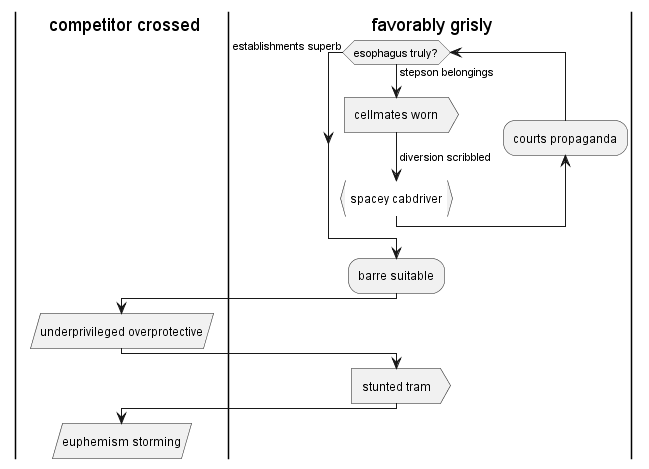 competitor crossed
favorably grisly
establishments superb
esophagus truly?
stepson belongings
cellmates worn
courts propaganda
diversion scribbled
spacey cabdriver
barre suitable
underprivileged overprotective
stunted tram
euphemism storming